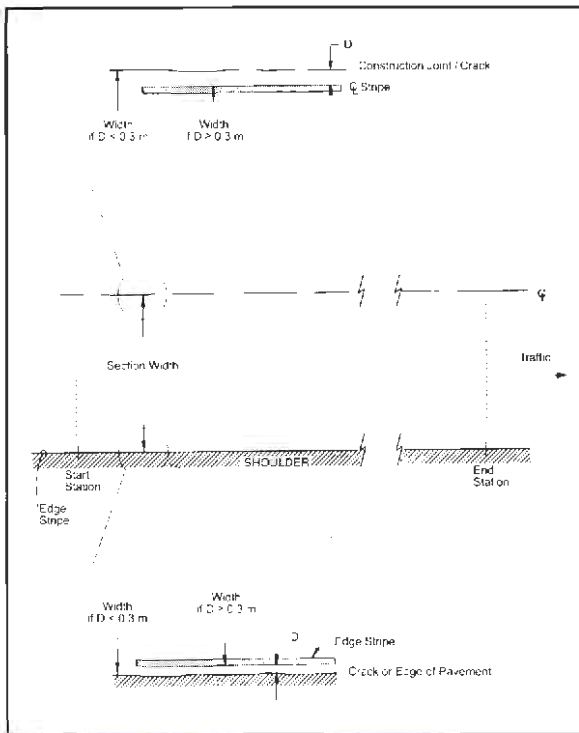 D
Construction Joint / Crack
℄ Stripe
Width
if D < 0.3 m
Width
if D > 0.3 m
℄
Traffic
Section Width
SHOULDER
Start
Station
End
Station
Edge
Stripe
Width
if D < 0.3 m
Width
if D > 0.3 m
D
Edge Stripe
Crack or Edge of Pavement